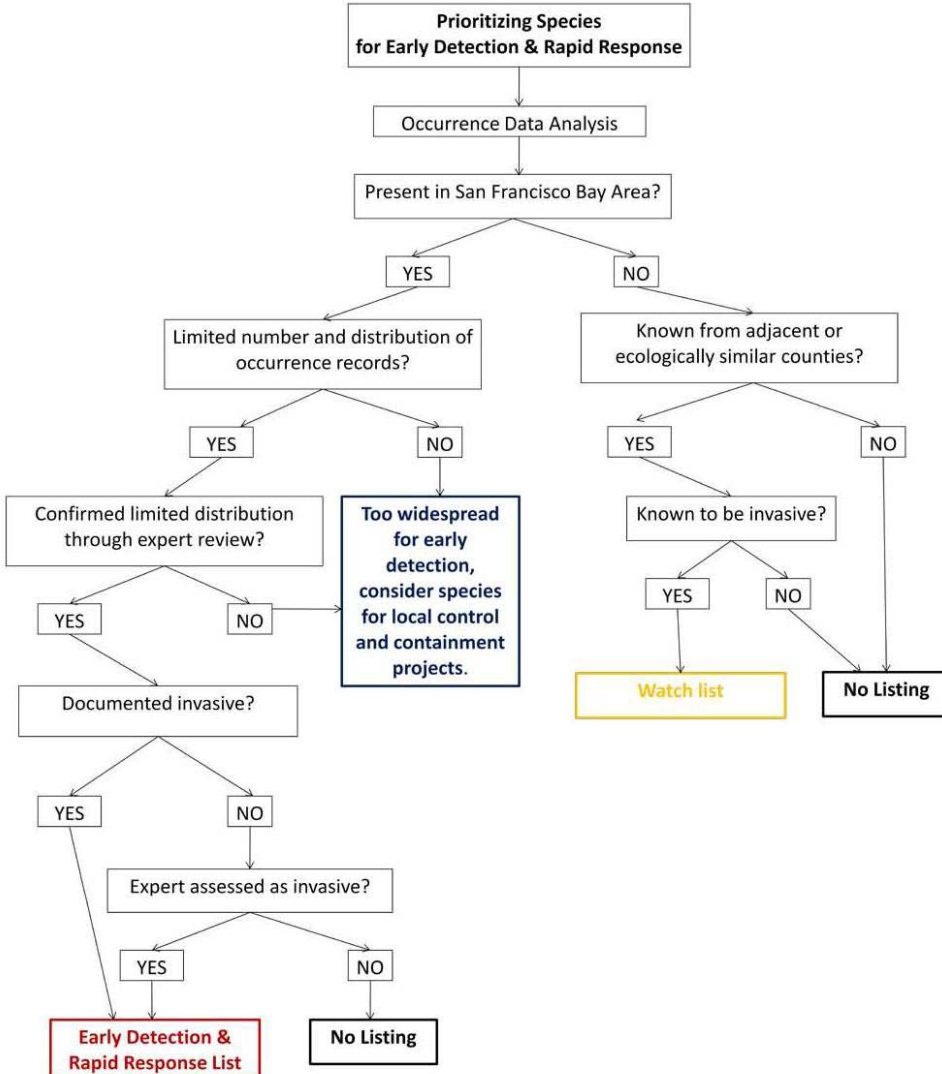 Prioritizing Species
for Early Detection & Rapid Response
Occurrence Data Analysis
Present in San Francisco Bay Area?
YES
NO
Limited number and distribution of
occurrence records?
Known from adjacent or
ecologically similar counties?
YES
NO
YES
NO
Confirmed limited distribution
through expert review?
Too widespread
for early
detection,
consider species
for local control
and containment
projects.
Known to be invasive?
YES
NO
YES
NO
Documented invasive?
Watch list
No Listing
YES
NO
Expert assessed as invasive?
YES
NO
Early Detection &
Rapid Response List
No Listing